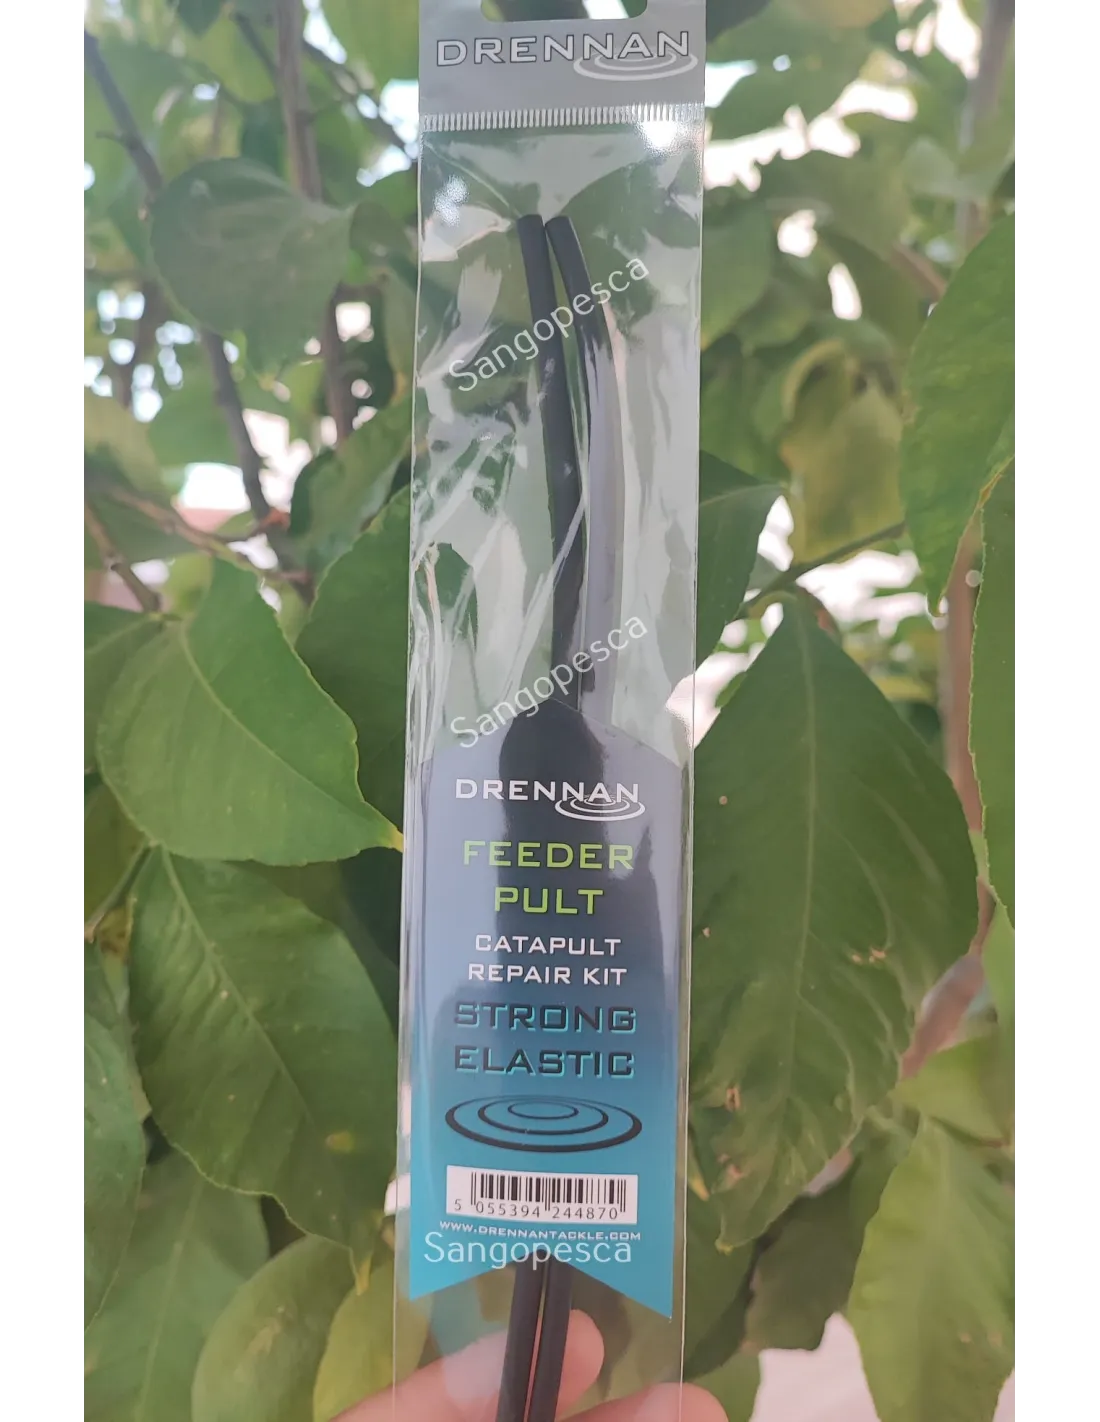 DRENNAN
Sangopesca
Sangopesca
DRENNAN
FEEDER
PULT
CATAPULT
REPAIR KIT
STRONG
ELASTIC
5 055394 244870
WWW.DRENNANTACKLE.COM
Sangopesca